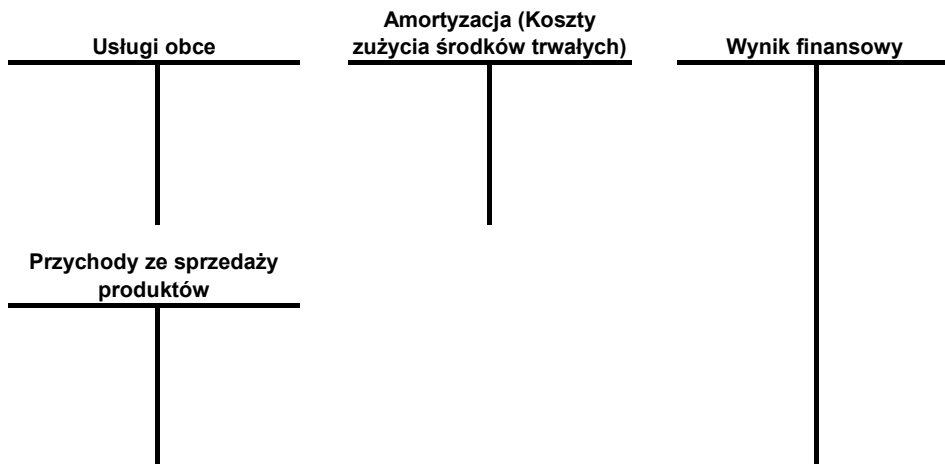 Usługi obce
Amortyzacja (Koszty
zużycia środków trwałych)
Wynik finansowy
Przychody ze sprzedaży
produktów